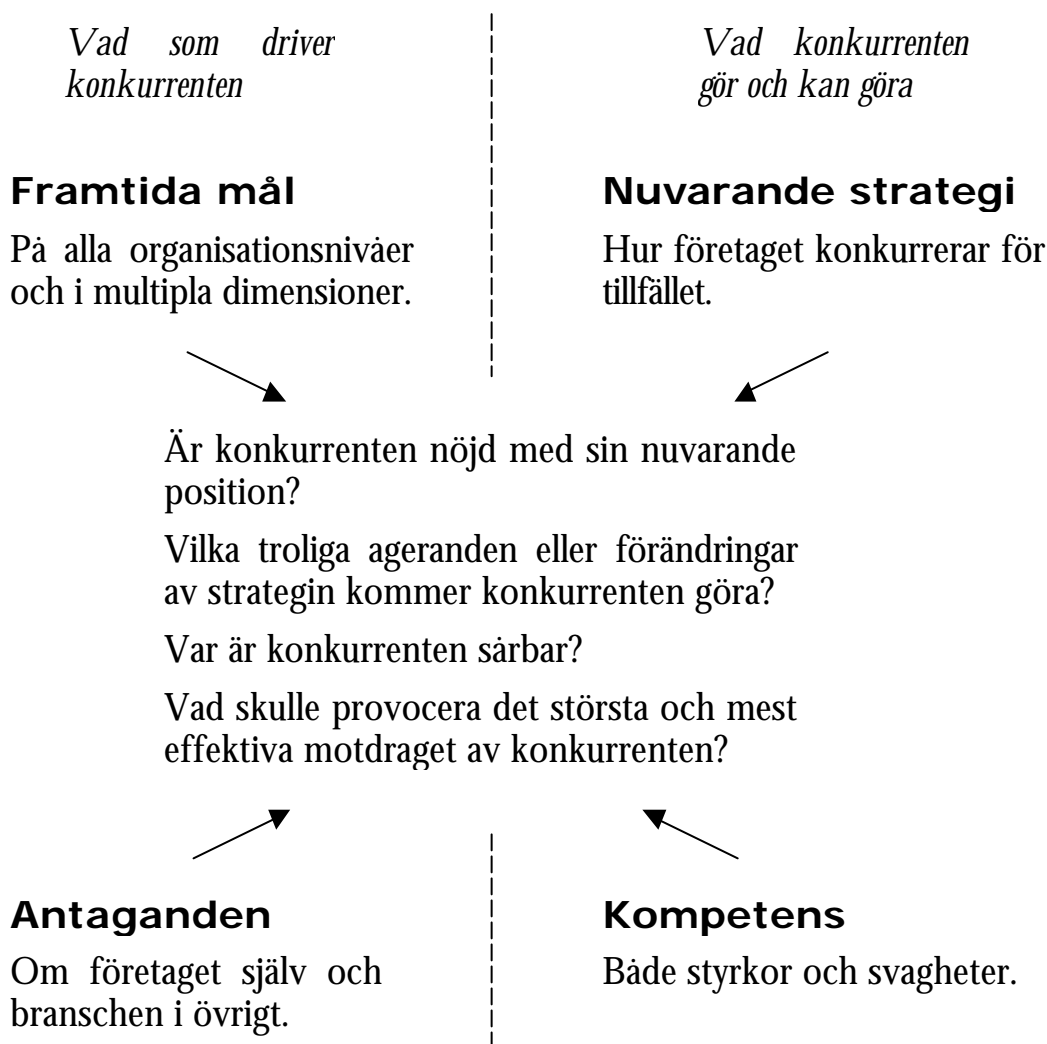 Vad som driver
konkurrenten
Vad konkurrenten
gör och kan göra
Framtida mål
På alla organisationsnivåer
och i multipla dimensioner.
Nuvarande strategi
Hur företaget konkurrerar för
tillfället.
Är konkurrenten nöjd med sin nuvarande
position?
Vilka troliga ageranden eller förändringar
av strategin kommer konkurrenten göra?
Var är konkurrenten sårbar?
Vad skulle provocera det största och mest
effektiva motdraget av konkurrenten?
Antaganden
Om företaget själv och
branschen i övrigt.
Kompetens
Både styrkor och svagheter.